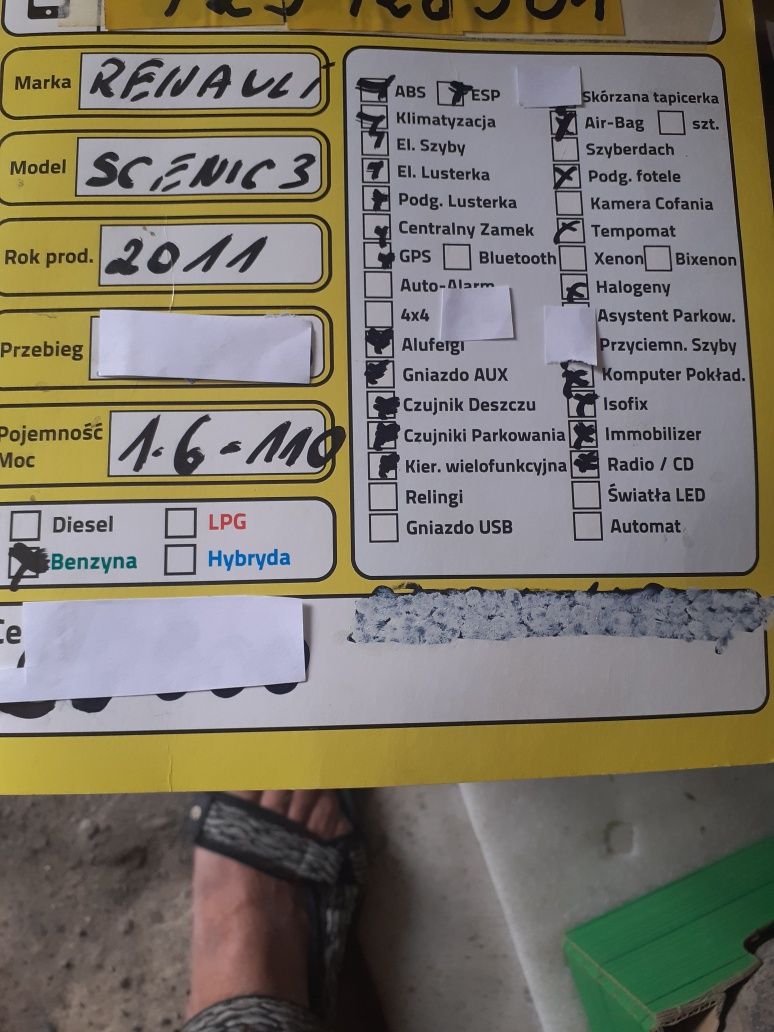 Marka RENAULT
Model SCENIC 3
Rok prod. 2011
Przebieg
Pojemność
Moc 1.6 - 110
Diesel LPG
Benzyna Hybryda
Ce
ABS ESP Skórzana tapicerka
Klimatyzacja Air-Bag szt.
El. Szyby Szyberdach
El. Lusterka Podg. fotele
Podg. Lusterka Kamera Cofania
Centralny Zamek Tempomat
GPS Bluetooth Xenon Bixenon
Auto-Alarm Halogeny
4x4 Asystent Parkow.
Alufelgi Przyciemn. Szyby
Gniazdo AUX Komputer Pokład.
Czujnik Deszczu Isofix
Czujniki Parkowania Immobilizer
Kier. wielofunkcyjna Radio / CD
Relingi Światła LED
Gniazdo USB Automat